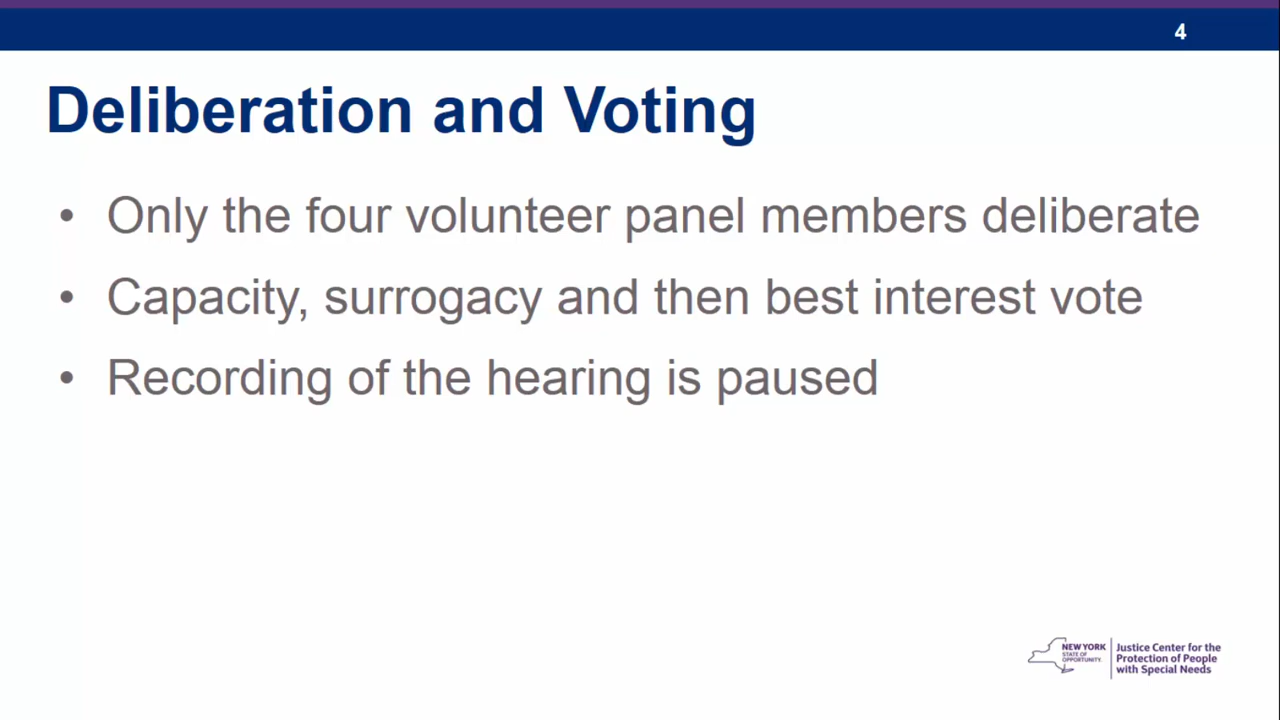 4
Deliberation and Voting
• Only the four volunteer panel members deliberate
• Capacity, surrogacy and then best interest vote
• Recording of the hearing is paused
NEW YORK
STATE OF
OPPORTUNITY.
Justice Center for the
Protection of People
with Special Needs